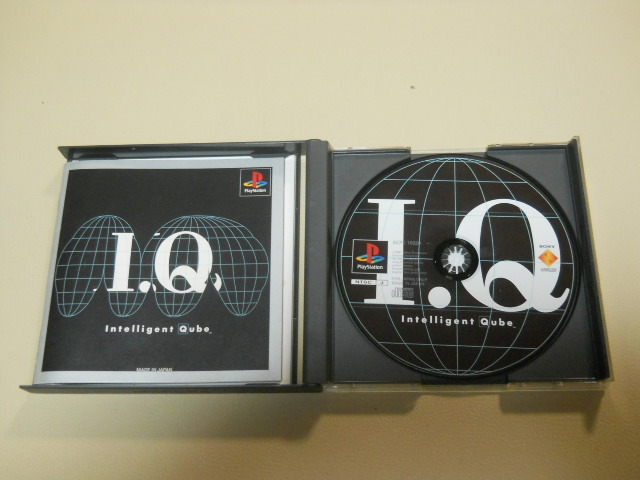 PlayStation
I.Q.
Intelligent Qube
MADE IN JAPAN
I.Q
SONY
PlayStation
NTSC J
Intelligent Qube